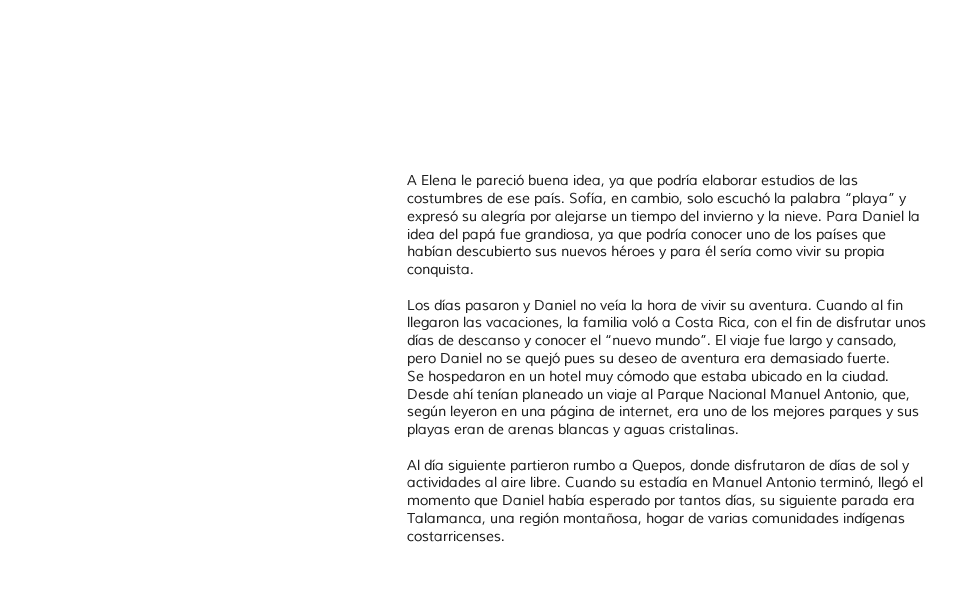 A Elena le pareció buena idea, ya que podría elaborar estudios de las
costumbres de ese país. Sofía, en cambio, solo escuchó la palabra “playa” y
expresó su alegría por alejarse un tiempo del invierno y la nieve. Para Daniel la
idea del papá fue grandiosa, ya que podría conocer uno de los países que
habían descubierto sus nuevos héroes y para él sería como vivir su propia
conquista.

Los días pasaron y Daniel no veía la hora de vivir su aventura. Cuando al fin
llegaron las vacaciones, la familia voló a Costa Rica, con el fin de disfrutar unos
días de descanso y conocer el “nuevo mundo”. El viaje fue largo y cansado,
pero Daniel no se quejó pues su deseo de aventura era demasiado fuerte.
Se hospedaron en un hotel muy cómodo que estaba ubicado en la ciudad.
Desde ahí tenían planeado un viaje al Parque Nacional Manuel Antonio, que,
según leyeron en una página de internet, era uno de los mejores parques y sus
playas eran de arenas blancas y aguas cristalinas.

Al día siguiente partieron rumbo a Quepos, donde disfrutaron de días de sol y
actividades al aire libre. Cuando su estadía en Manuel Antonio terminó, llegó el
momento que Daniel había esperado por tantos días, su siguiente parada era
Talamanca, una región montañosa, hogar de varias comunidades indígenas
costarricenses.